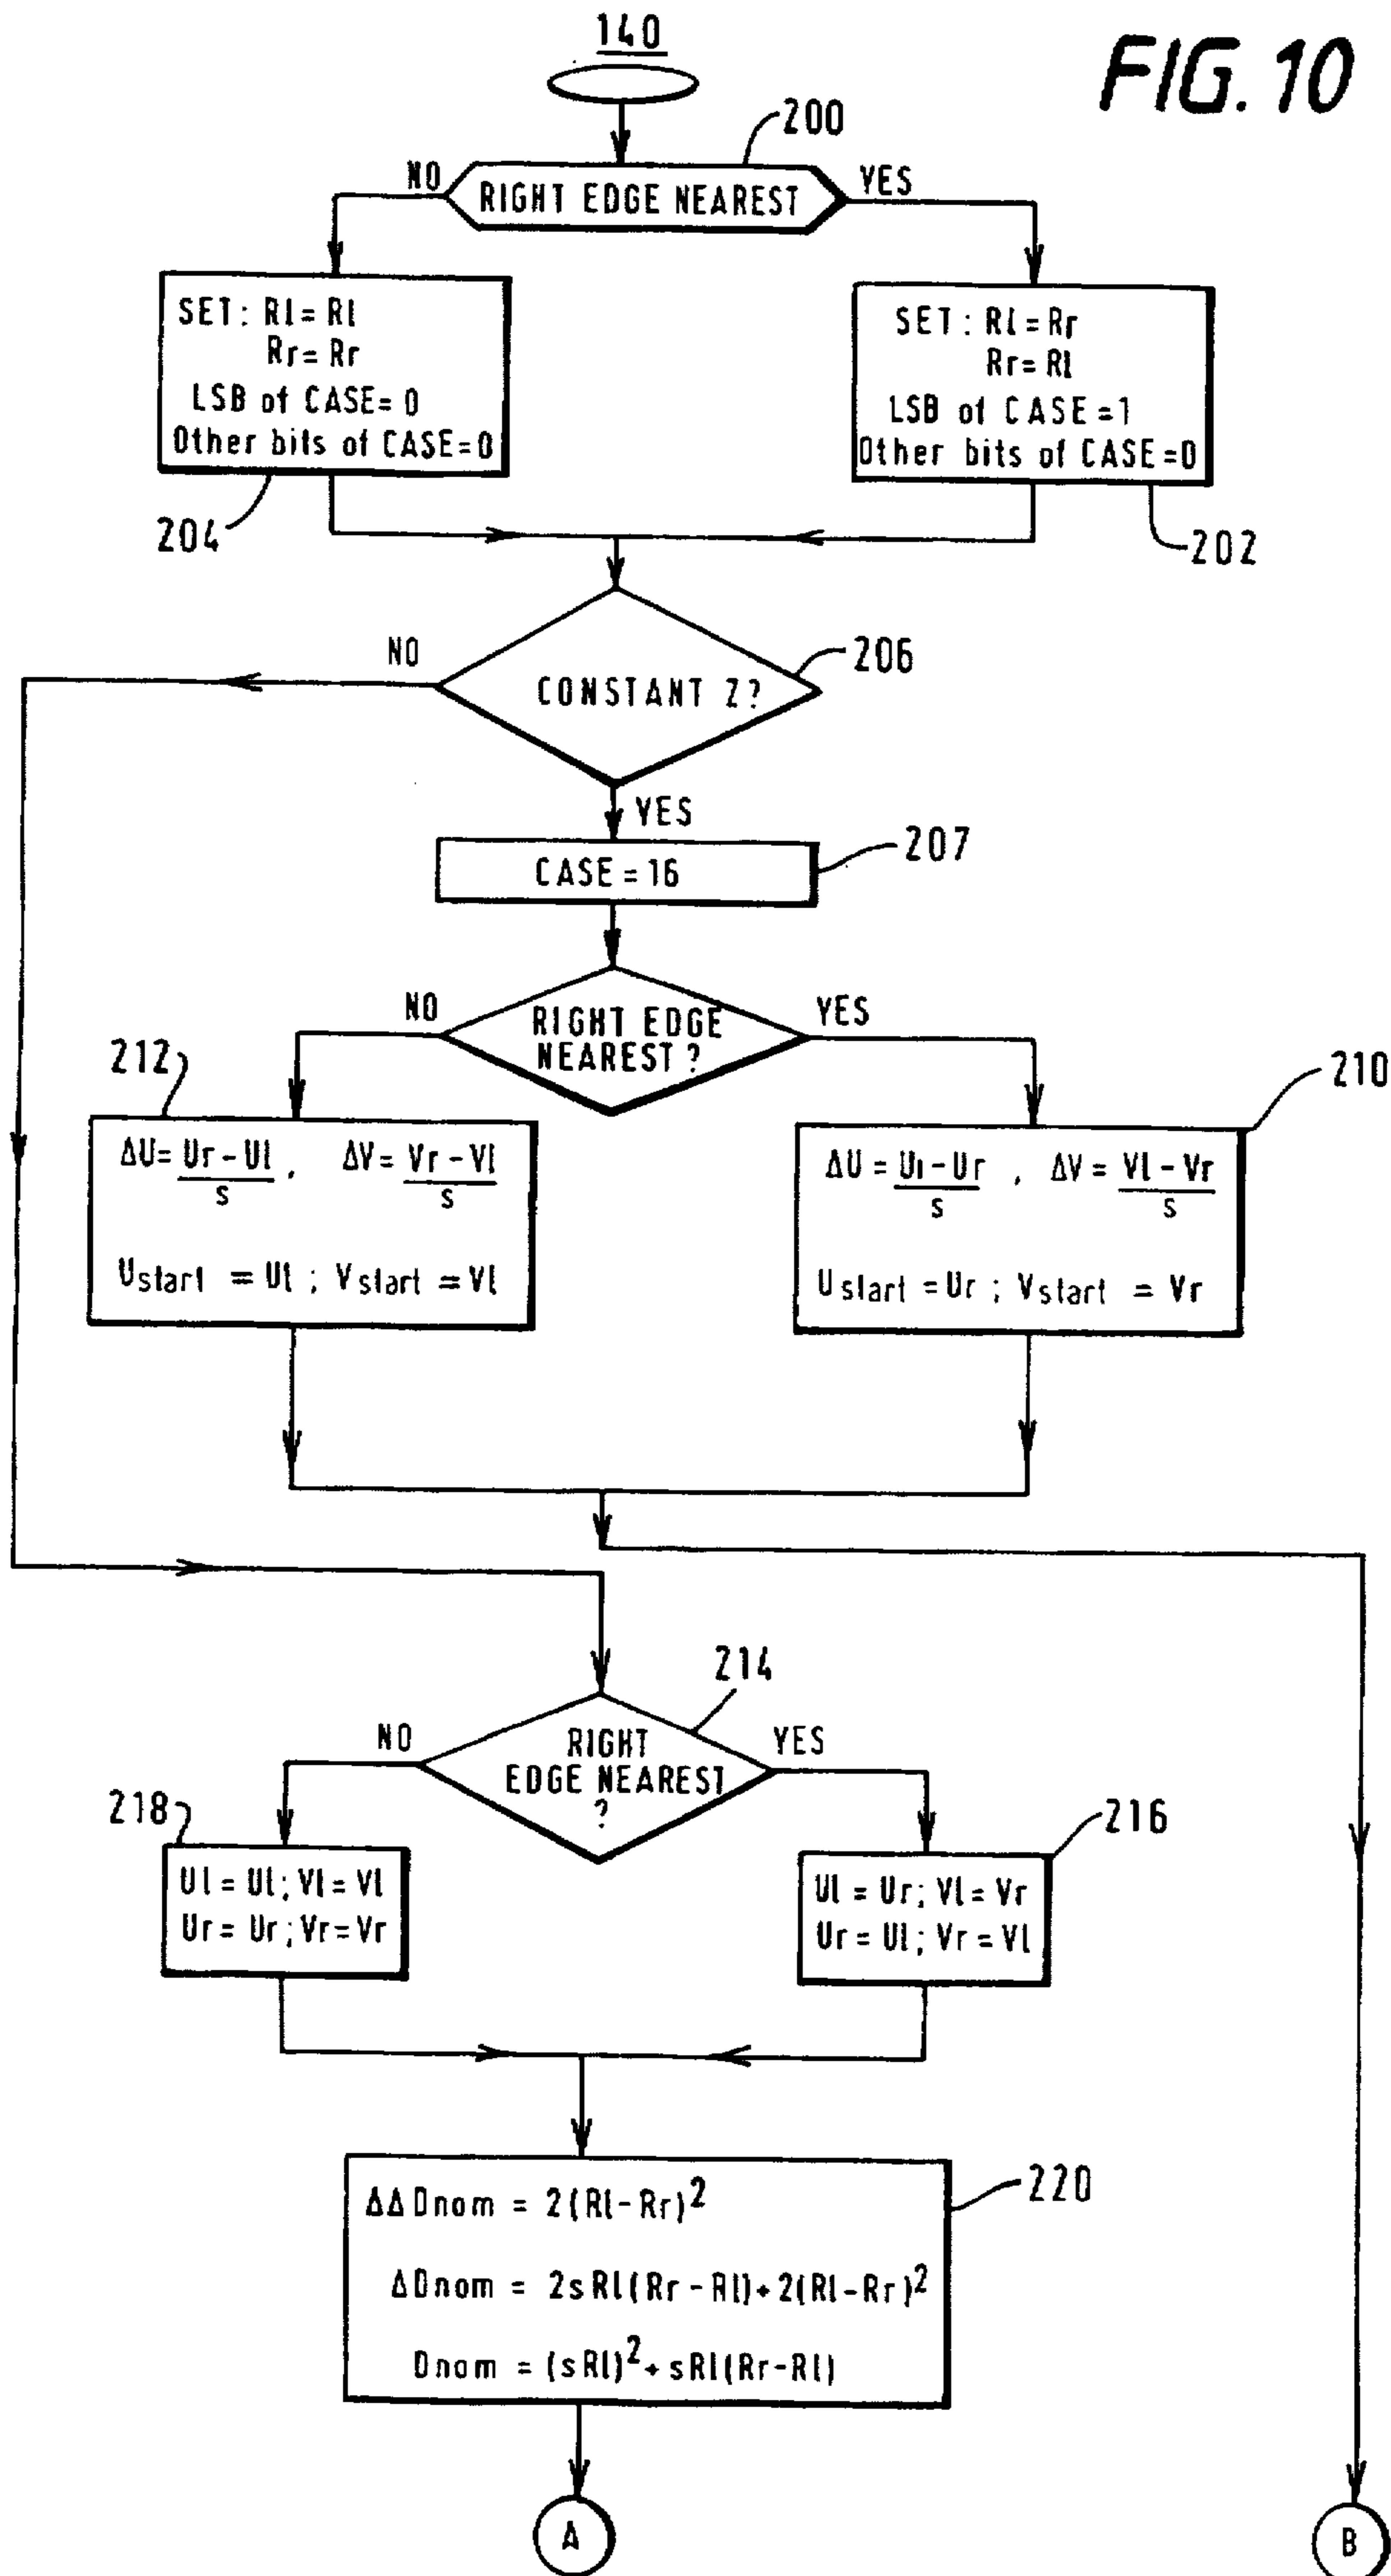 140
FIG. 10
200
NO
RIGHT EDGE NEAREST
YES
SET: Rl = Rl
Rr = Rr
LSB of CASE = 0
Other bits of CASE = 0
204
SET: Rl = Rr
Rr = Rl
LSB of CASE = 1
Other bits of CASE = 0
202
NO
CONSTANT Z?
206
YES
CASE = 16
207
NO
RIGHT EDGE
NEAREST?
YES
212
ΔU = Ur - Ul / s , ΔV = Vr - Vl / s
Ustart = Ul ; Vstart = Vl
210
ΔU = Ul - Ur / s , ΔV = Vl - Vr / s
Ustart = Ur ; Vstart = Vr
214
NO
RIGHT
EDGE NEAREST
?
YES
218
Ul = Ul; Vl = Vl
Ur = Ur; Vr = Vr
216
Ul = Ur; Vl = Vr
Ur = Ul; Vr = Vl
220
ΔΔDnom = 2(Rl - Rr)²
ΔDnom = 2sRl(Rr - Rl) + 2(Rl - Rr)²
Dnom = (sRl)² + sRl(Rr - Rl)
A
B